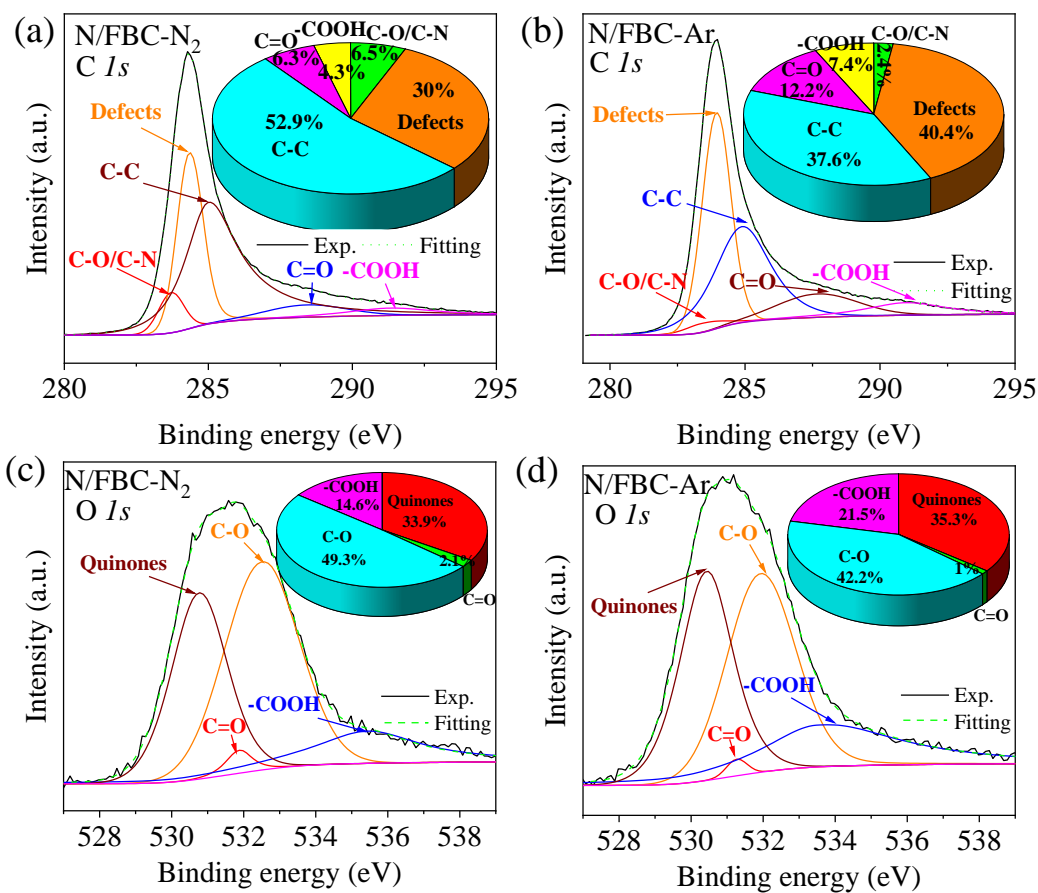 (a)
N/FBC-N2
C 1s
C=O
-COOH
C-O/C-N
6.3%
4.3%
6.5%
30%
Defects
52.9%
C-C
Defects
C-C
C-O/C-N
Exp.
Fitting
C=O
-COOH
Intensity (a.u.)
280
285
290
295
Binding energy (eV)
(b)
N/FBC-Ar
C 1s
-COOH
7.4%
C-O/C-N
2.4%
C=O
12.2%
Defects
40.4%
C-C
37.6%
Defects
C-C
C-O/C-N
C=O
-COOH
Exp.
Fitting
Intensity (a.u.)
280
285
290
295
Binding energy (eV)
(c)
N/FBC-N2
O 1s
-COOH
14.6%
Quinones
33.9%
C-O
49.3%
2.1%
C=O
C-O
Quinones
-COOH
C=O
Exp.
Fitting
Intensity (a.u.)
528
530
532
534
536
538
Binding energy (eV)
(d)
N/FBC-Ar
O 1s
-COOH
21.5%
Quinones
35.3%
C-O
42.2%
1%
C=O
C-O
Quinones
-COOH
C=O
Exp.
Fitting
Intensity (a.u.)
528
530
532
534
536
538
Binding energy (eV)